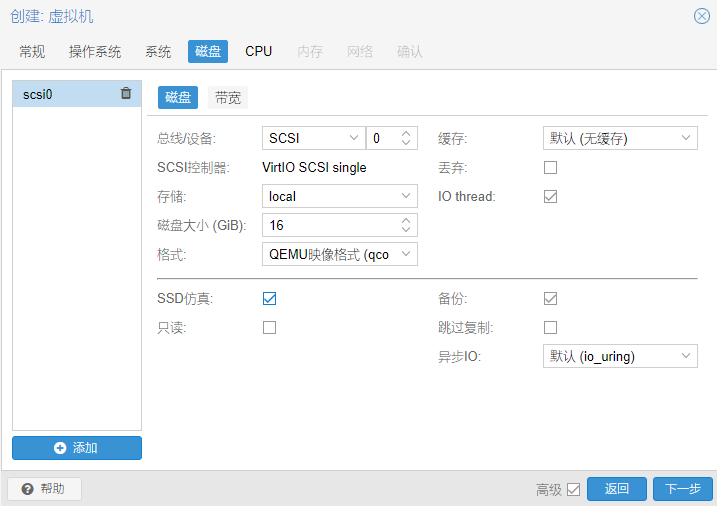 创建: 虚拟机
常规 操作系统 系统 磁盘 CPU 内存 网络 确认
scsi0
磁盘 带宽
总线/设备: SCSI 0 缓存: 默认 (无缓存)
SCSI控制器: VirtIO SCSI single 丢弃:
存储: local IO thread:
磁盘大小 (GiB): 16
格式: QEMU映像格式 (qco
SSD仿真: 备份:
只读: 跳过复制:
异步IO: 默认 (io_uring)
添加
帮助 高级 返回 下一步